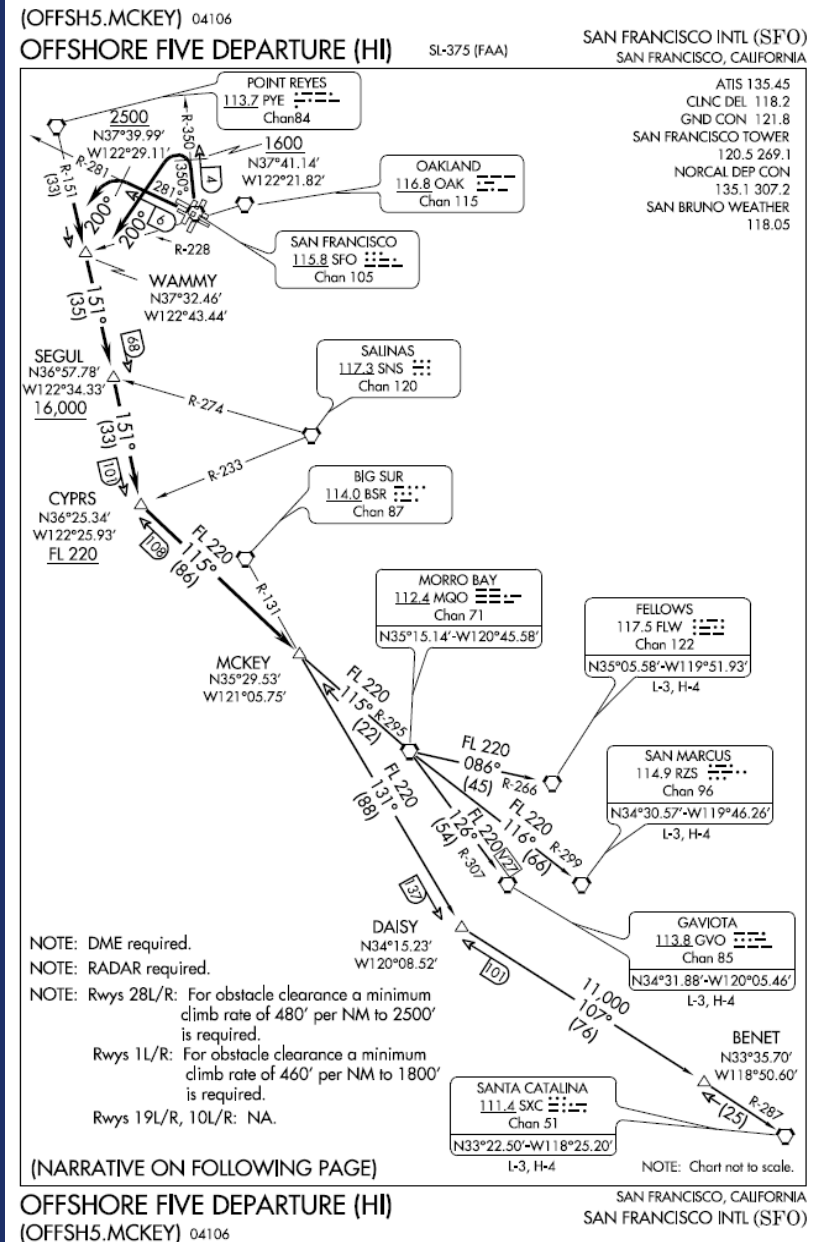 (OFFSH5.MCKEY) 04106
OFFSHORE FIVE DEPARTURE (HI)
SL-375 (FAA)
SAN FRANCISCO INTL (SFO)
SAN FRANCISCO, CALIFORNIA
ATIS 135.45
CLNC DEL 118.2
GND CON 121.8
SAN FRANCISCO TOWER
120.5 269.1
NORCAL DEP CON
135.1 307.2
SAN BRUNO WEATHER
118.05
POINT REYES
113.7 PYE
Chan84
2500
N37°39.99'
W122°29.11'
R-350
350°
1600
N37°41.14'
W122°21.82'
4
R-281
281°
6
R-151
(33)
200°
200°
R-228
OAKLAND
116.8 OAK
Chan 115
SAN FRANCISCO
115.8 SFO
Chan 105
WAMMY
N37°32.46'
W122°43.44'
151°
(35)
68
SEGUL
N36°57.78'
W122°34.33'
16,000
SALINAS
117.3 SNS
Chan 120
R-274
R-233
151°
(33)
101
CYPRS
N36°25.34'
W122°25.93'
FL 220
BIG SUR
114.0 BSR
Chan 87
108
FL 220
115°
(86)
R-131
MCKEY
N35°29.53'
W121°05.75'
MORRO BAY
112.4 MQO
Chan 71
N35°15.14'-W120°45.58'
FELLOWS
117.5 FLW
Chan 122
N35°05.58'-W119°51.93'
L-3, H-4
FL 220
115°
R-295
(22)
FL 220
086°
(45)
R-266
SAN MARCUS
114.9 RZS
Chan 96
N34°30.57'-W119°46.26'
L-3, H-4
FL 220
131°
(88)
FL 220
V27
126°
(54)
R-307
FL 220
116°
(66)
R-299
137
DAISY
N34°15.23'
W120°08.52'
101
GAVIOTA
113.8 GVO
Chan 85
N34°31.88'-W120°05.46'
L-3, H-4
11,000
107°
(76)
BENET
N33°35.70'
W118°50.60'
R-287
(25)
SANTA CATALINA
111.4 SXC
Chan 51
N33°22.50'-W118°25.20'
L-3, H-4
NOTE: DME required.
NOTE: RADAR required.
NOTE: Rwys 28L/R: For obstacle clearance a minimum
climb rate of 480' per NM to 2500'
is required.
Rwys 1L/R: For obstacle clearance a minimum
climb rate of 460' per NM to 1800'
is required.
Rwys 19L/R, 10L/R: NA.
(NARRATIVE ON FOLLOWING PAGE)
NOTE: Chart not to scale.
OFFSHORE FIVE DEPARTURE (HI)
(OFFSH5.MCKEY) 04106
SAN FRANCISCO, CALIFORNIA
SAN FRANCISCO INTL (SFO)